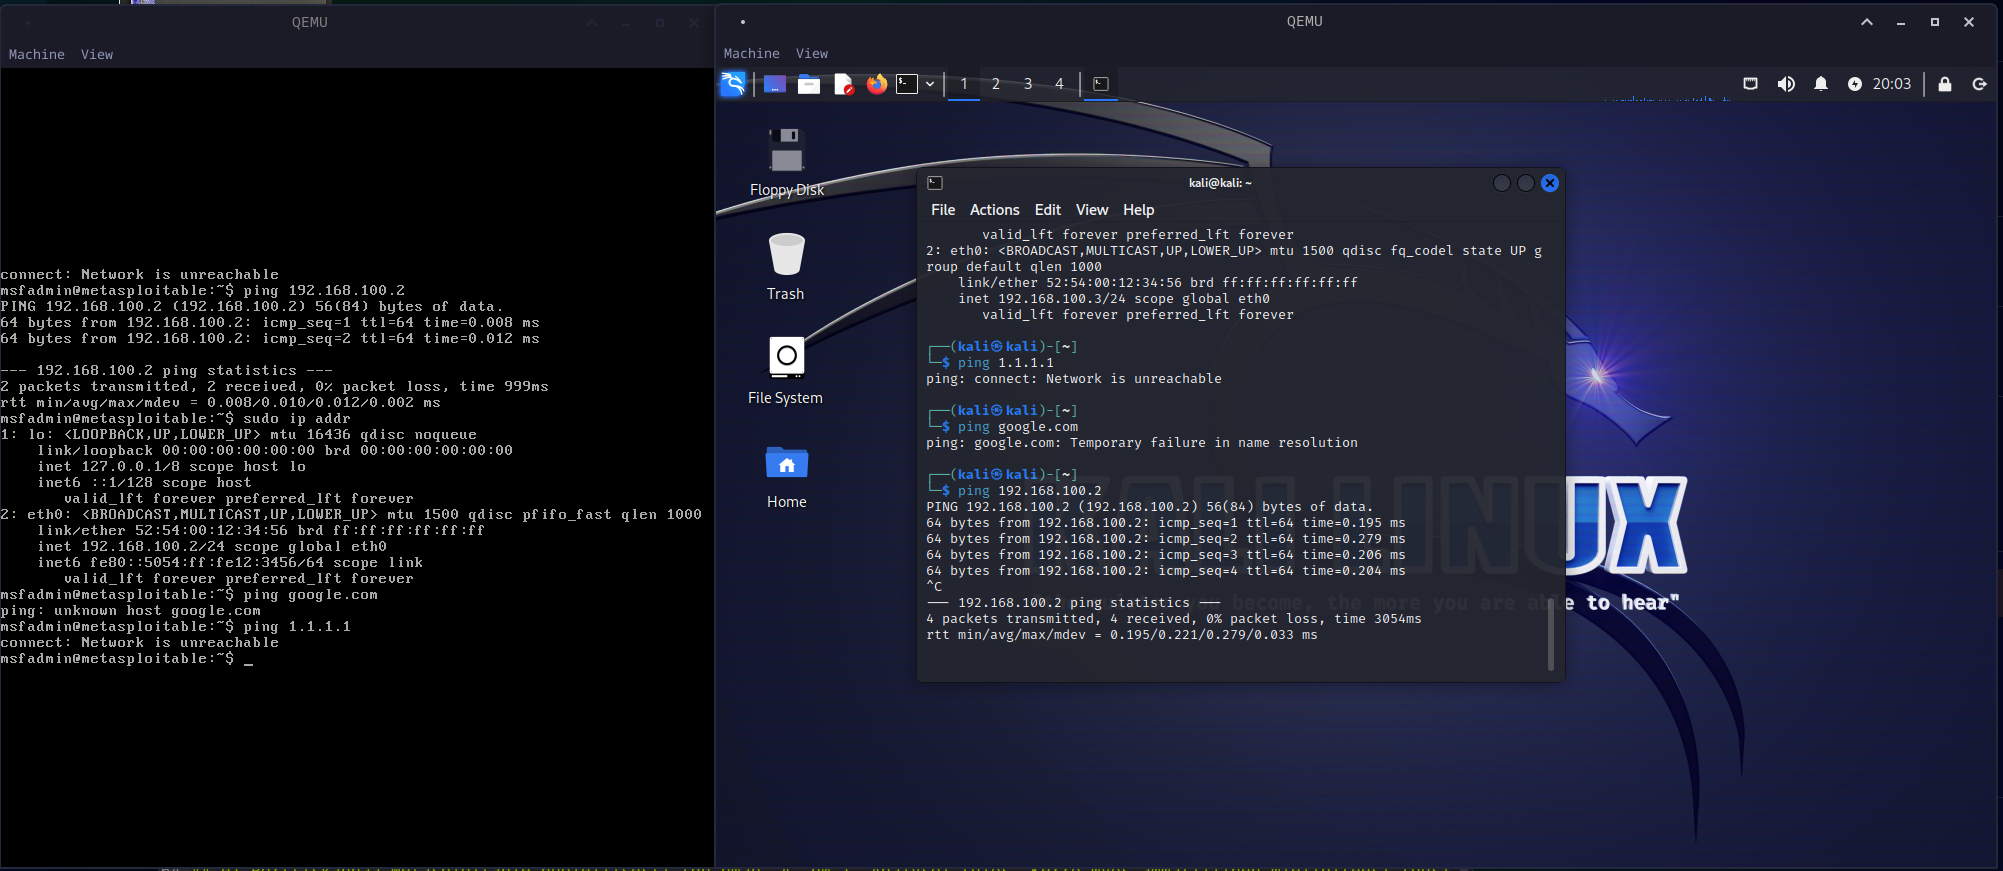 QEMU
Machine View
connect: Network is unreachable
msfadmin@metasploitable:~$ ping 192.168.100.2
PING 192.168.100.2 (192.168.100.2) 56(84) bytes of data.
64 bytes from 192.168.100.2: icmp_seq=1 ttl=64 time=0.008 ms
64 bytes from 192.168.100.2: icmp_seq=2 ttl=64 time=0.012 ms
--- 192.168.100.2 ping statistics ---
2 packets transmitted, 2 received, 0% packet loss, time 999ms
rtt min/avg/max/mdev = 0.008/0.010/0.012/0.002 ms
msfadmin@metasploitable:~$ sudo ip addr
1: lo: <LOOPBACK,UP,LOWER_UP> mtu 16436 qdisc noqueue
link/loopback 00:00:00:00:00:00 brd 00:00:00:00:00:00
inet 127.0.0.1/8 scope host lo
inet6 ::1/128 scope host
valid_lft forever preferred_lft forever
2: eth0: <BROADCAST,MULTICAST,UP,LOWER_UP> mtu 1500 qdisc pfifo_fast qlen 1000
link/ether 52:54:00:12:34:56 brd ff:ff:ff:ff:ff:ff
inet 192.168.100.2/24 scope global eth0
inet6 fe80::5054:ff:fe12:3456/64 scope link
valid_lft forever preferred_lft forever
msfadmin@metasploitable:~$ ping google.com
ping: unknown host google.com
msfadmin@metasploitable:~$ ping 1.1.1.1
connect: Network is unreachable
msfadmin@metasploitable:~$ _
QEMU
Machine View
1 2 3 4
20:03
Floppy Disk
Trash
File System
Home
kali@kali: ~
File Actions Edit View Help
valid_lft forever preferred_lft forever
2: eth0: <BROADCAST,MULTICAST,UP,LOWER_UP> mtu 1500 qdisc fq_codel state UP g
roup default qlen 1000
link/ether 52:54:00:12:34:56 brd ff:ff:ff:ff:ff:ff
inet 192.168.100.3/24 scope global eth0
valid_lft forever preferred_lft forever
┌──(kali㉿kali)-[~]
└─$ ping 1.1.1.1
ping: connect: Network is unreachable
┌──(kali㉿kali)-[~]
└─$ ping google.com
ping: google.com: Temporary failure in name resolution
┌──(kali㉿kali)-[~]
└─$ ping 192.168.100.2
PING 192.168.100.2 (192.168.100.2) 56(84) bytes of data.
64 bytes from 192.168.100.2: icmp_seq=1 ttl=64 time=0.195 ms
64 bytes from 192.168.100.2: icmp_seq=2 ttl=64 time=0.279 ms
64 bytes from 192.168.100.2: icmp_seq=3 ttl=64 time=0.206 ms
64 bytes from 192.168.100.2: icmp_seq=4 ttl=64 time=0.204 ms
^C
--- 192.168.100.2 ping statistics ---
4 packets transmitted, 4 received, 0% packet loss, time 3054ms
rtt min/avg/max/mdev = 0.195/0.221/0.279/0.033 ms
LINUX
become, the more you are able to hear"